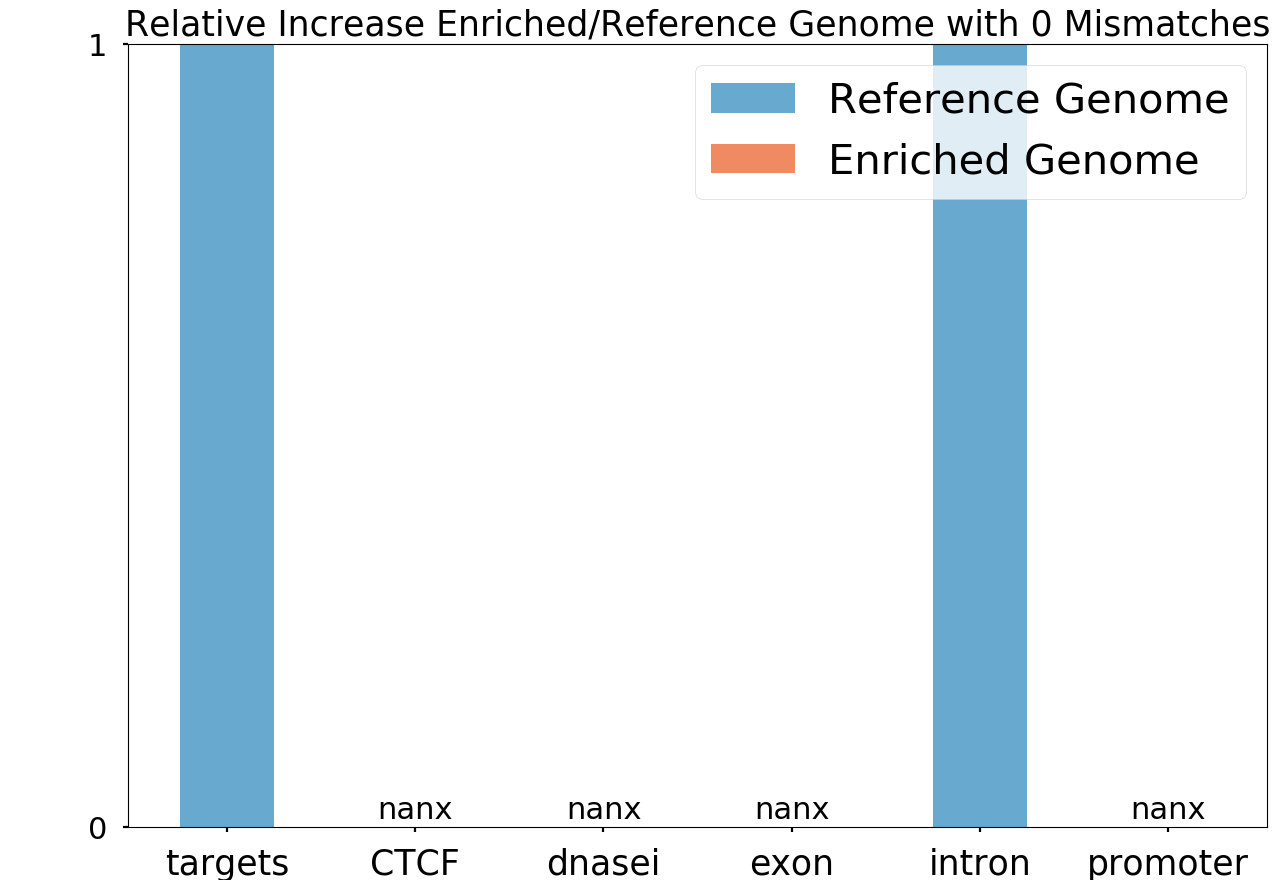 Relative Increase Enriched/Reference Genome with 0 Mismatches
1
Reference Genome
Enriched Genome
nanx nanx nanx nanx
0
targets CTCF dnasei exon intron promoter